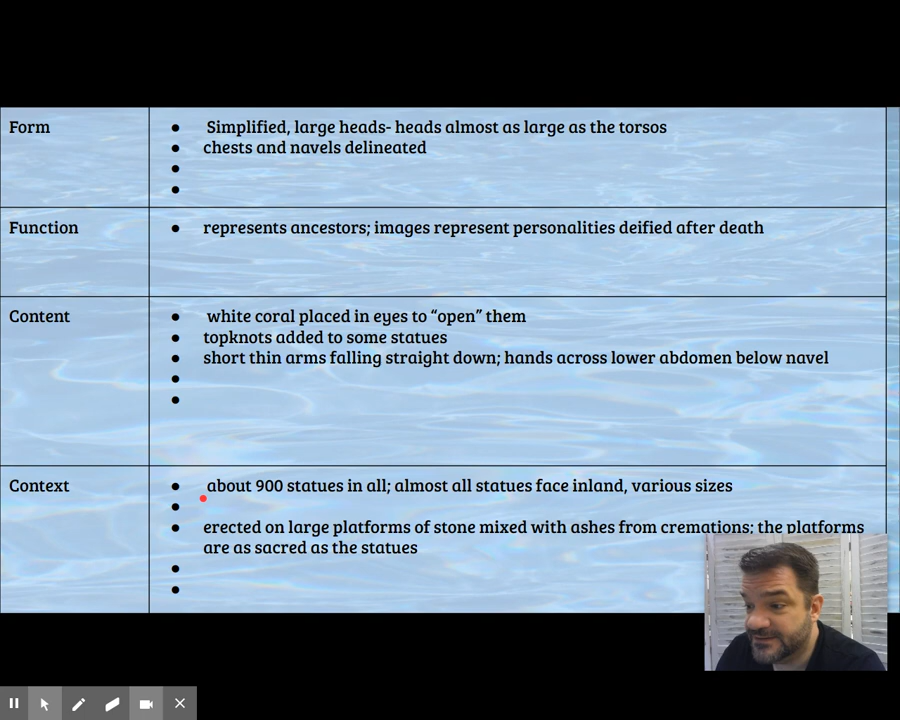 Form
Simplified, large heads- heads almost as large as the torsos
chests and navels delineated
Function
represents ancestors; images represent personalities deified after death
Content
white coral placed in eyes to “open” them
topknots added to some statues
short thin arms falling straight down; hands across lower abdomen below navel
Context
about 900 statues in all; almost all statues face inland, various sizes
erected on large platforms of stone mixed with ashes from cremations; the platforms
are as sacred as the statues